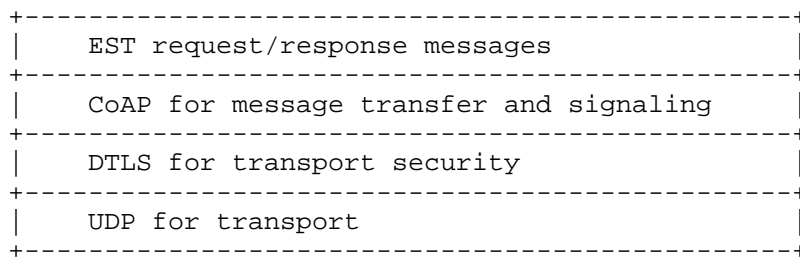 EST request/response messages
CoAP for message transfer and signaling
DTLS for transport security
UDP for transport